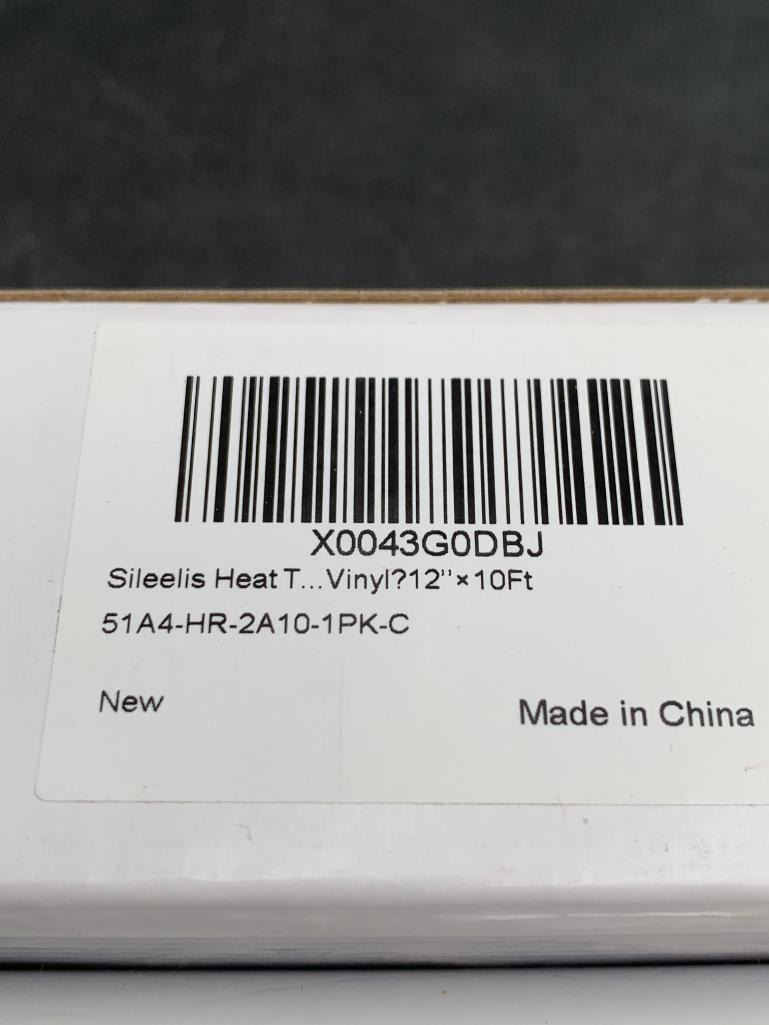 X0043G0DBJ
Sileelis Heat T...Vinyl?12''×10Ft
51A4-HR-2A10-1PK-C
New
Made in China